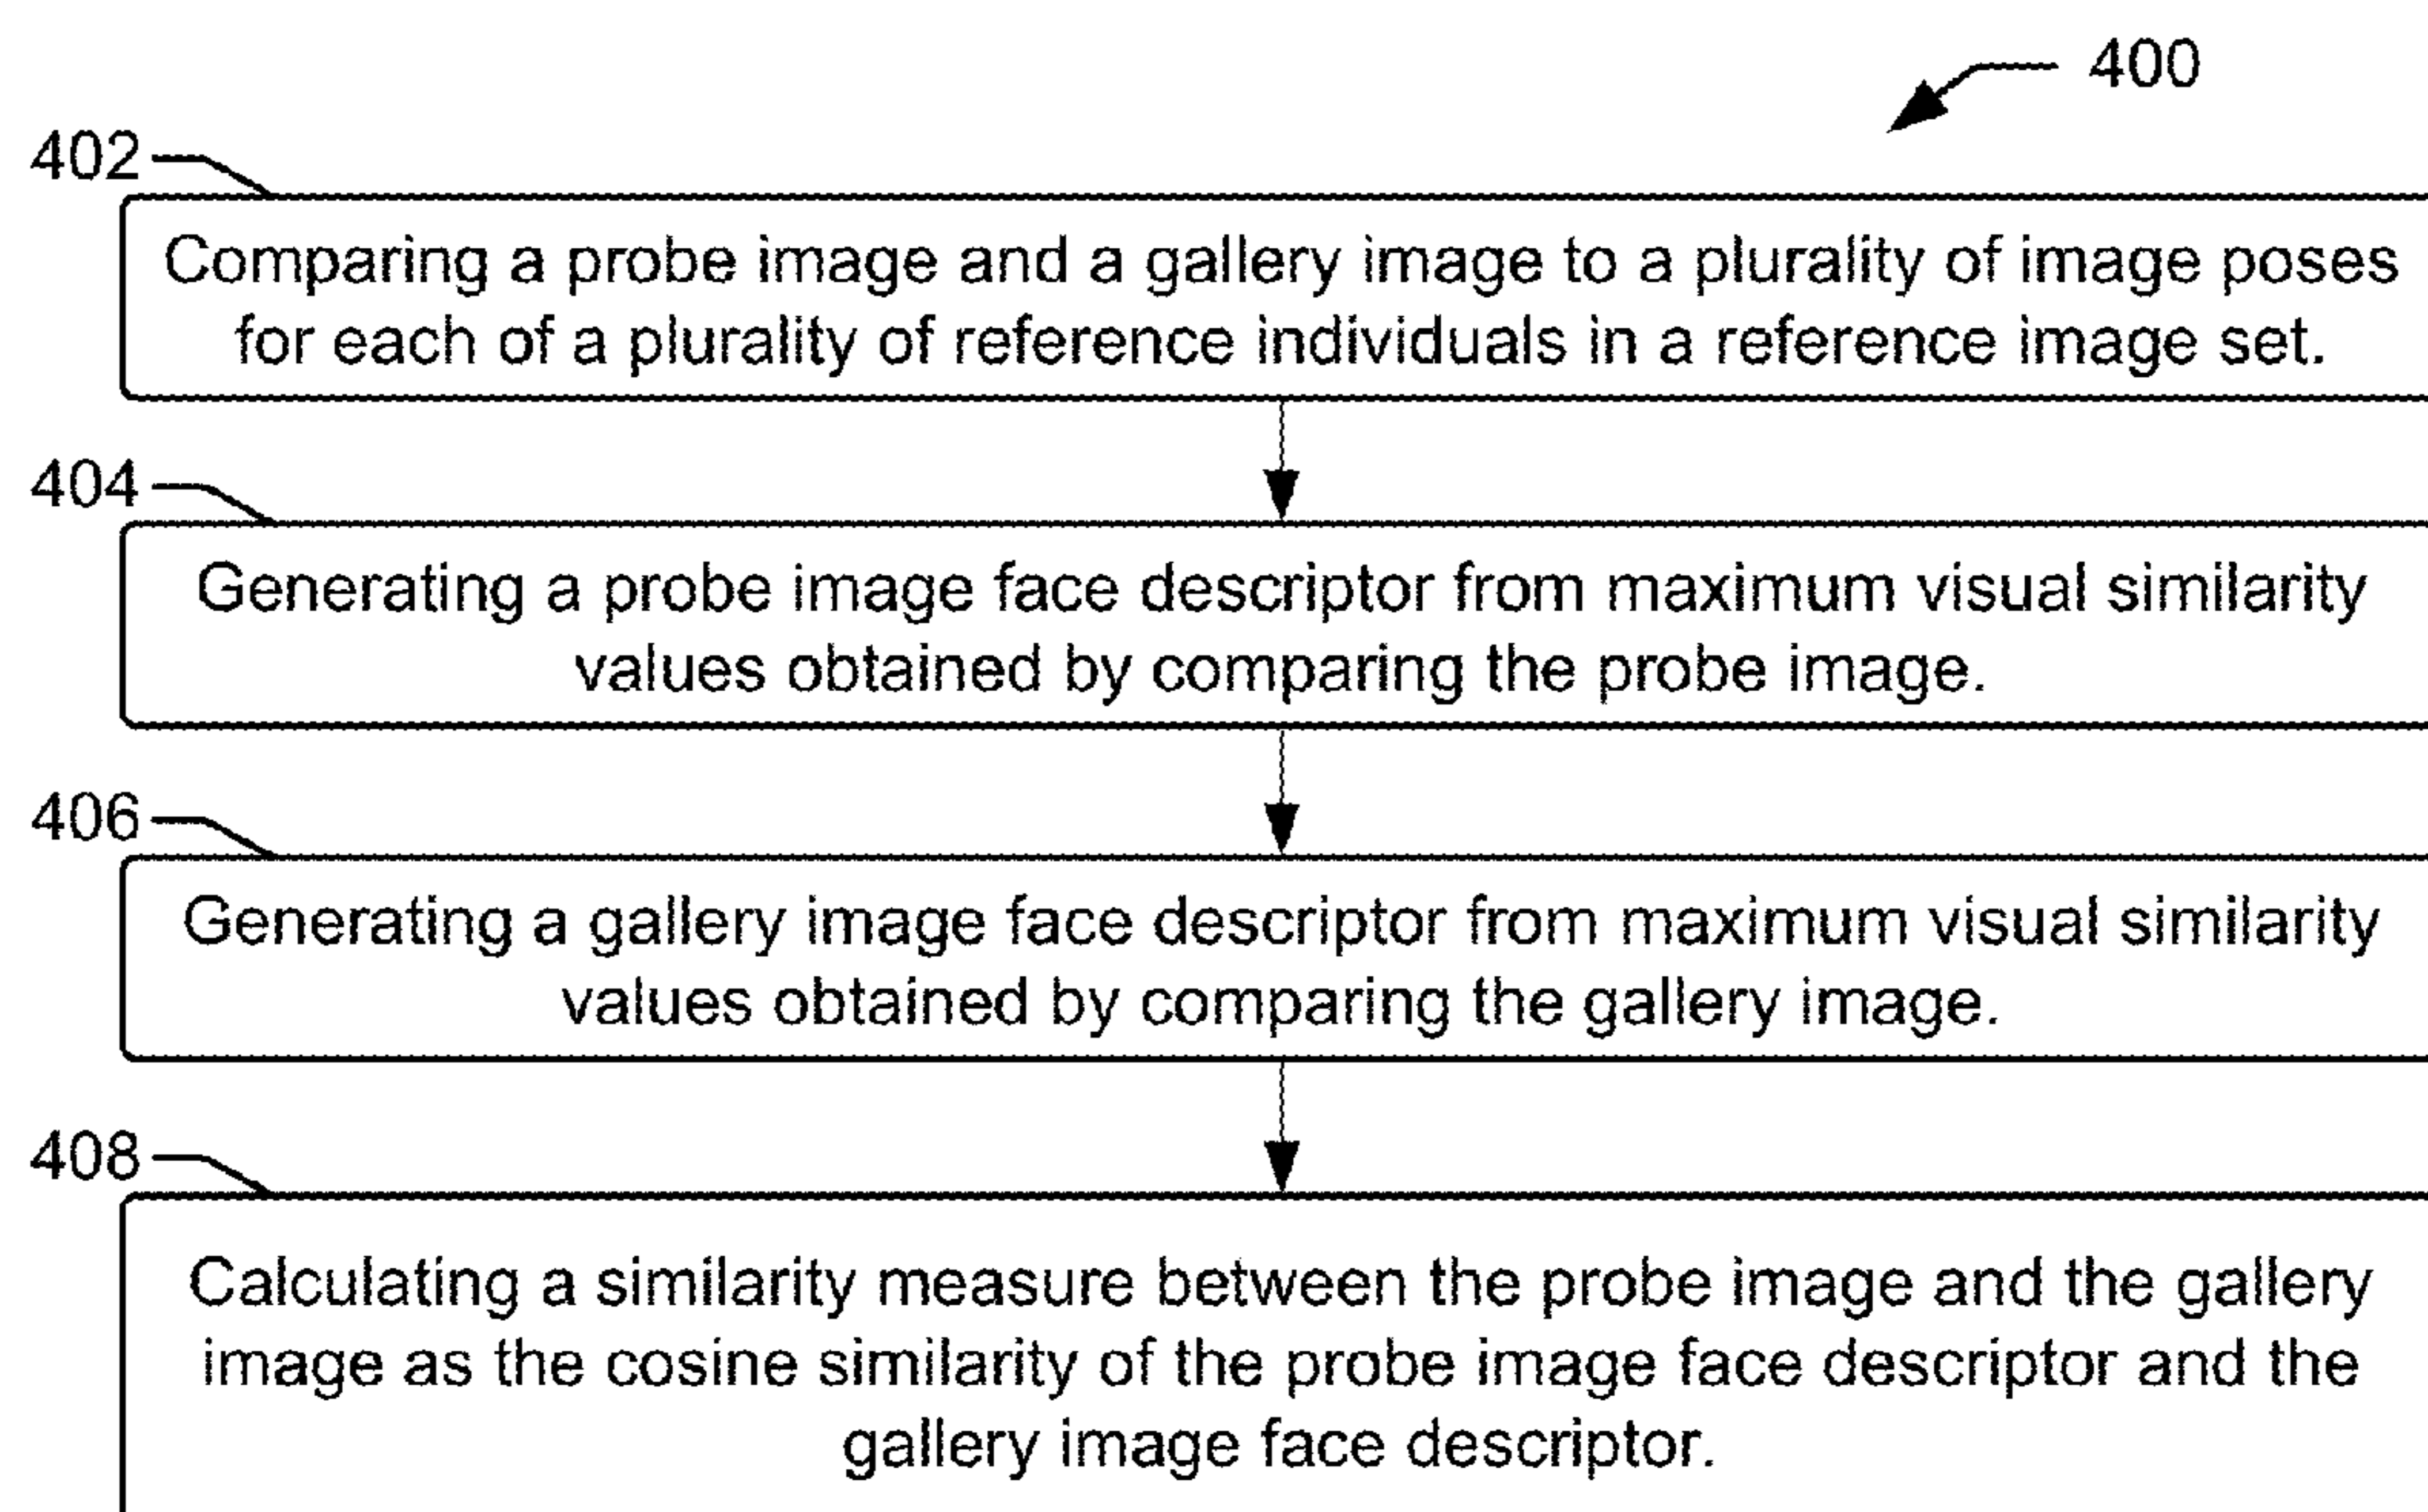 400
402
Comparing a probe image and a gallery image to a plurality of image poses
for each of a plurality of reference individuals in a reference image set.
404
Generating a probe image face descriptor from maximum visual similarity
values obtained by comparing the probe image.
406
Generating a gallery image face descriptor from maximum visual similarity
values obtained by comparing the gallery image.
408
Calculating a similarity measure between the probe image and the gallery
image as the cosine similarity of the probe image face descriptor and the
gallery image face descriptor.